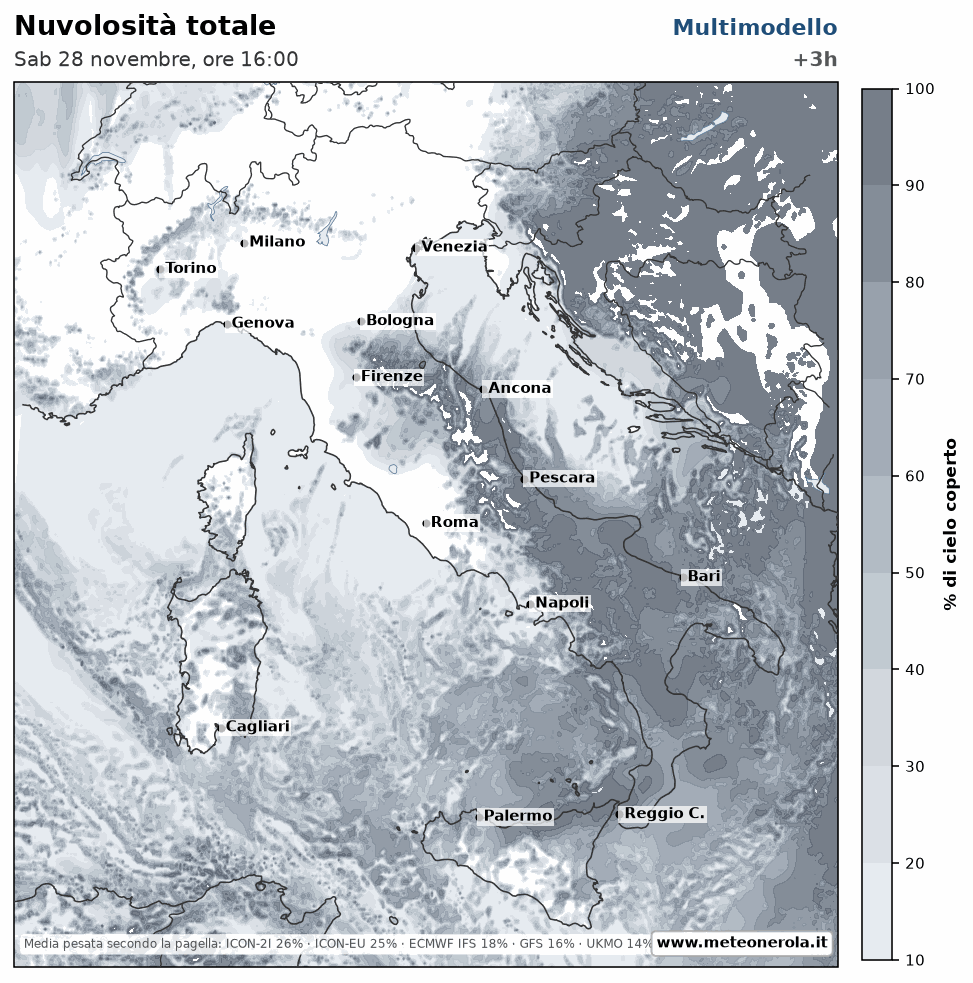 Nuvolosità totale
Multimodello
Sab 28 novembre, ore 16:00
+3h
100
90
80
70
60
50
40
30
20
10
% di cielo coperto
Milano
Venezia
Torino
Genova
Bologna
Firenze
Ancona
Pescara
Roma
Bari
Napoli
Cagliari
Palermo
Reggio C.
Media pesata secondo la pagella: ICON-2I 26% · ICON-EU 25% · ECMWF IFS 18% · GFS 16% · UKMO 14%
www.meteonerola.it